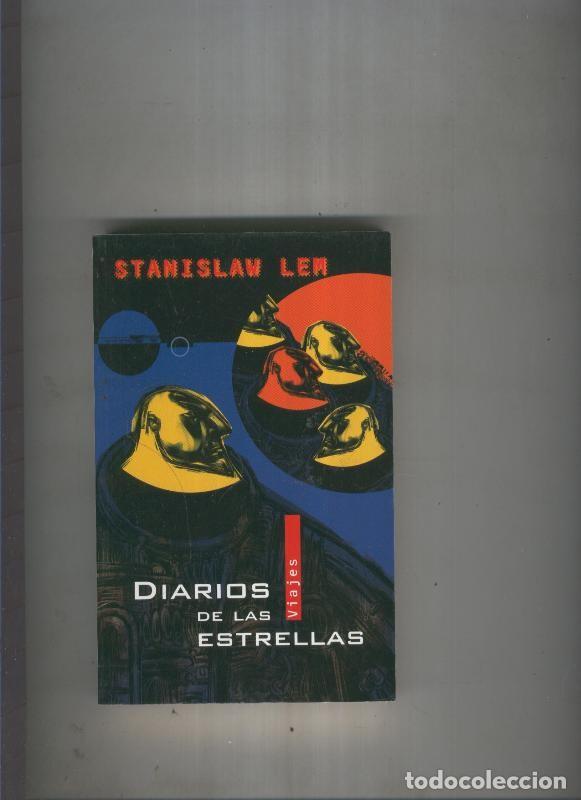 STANISLAW LEM
DIARIOS
DE LAS
ESTRELLAS
Viajes
todocoleccion